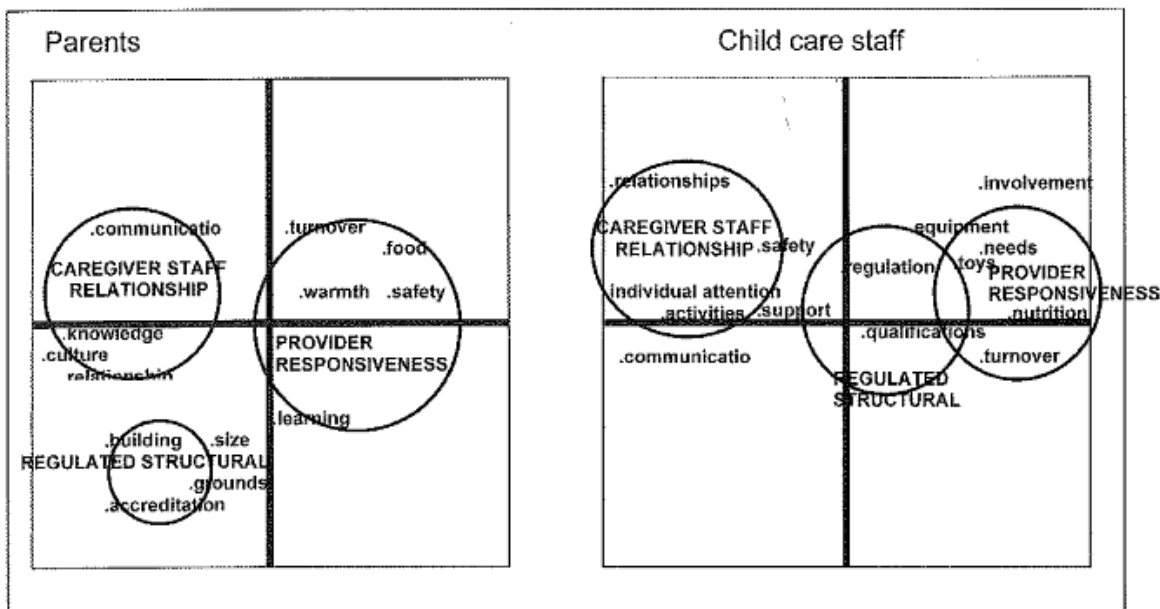 Parents
.communicatio
.turnover
.food
CAREGIVER STAFF
RELATIONSHIP
.warmth
.safety
.knowledge
.culture
relationship
PROVIDER
RESPONSIVENESS
.learning
.building
.size
REGULATED STRUCTURAL
.grounds
.accreditation
Child care staff
.relationships
.involvement
CAREGIVER STAFF
RELATIONSHIP
.safety
equipment
.needs
.regulation
toys
PROVIDER
RESPONSIVENESS
individual attention
.activities
.support
.nutrition
.qualifications
.communicatio
.turnover
REGULATED
STRUCTURAL